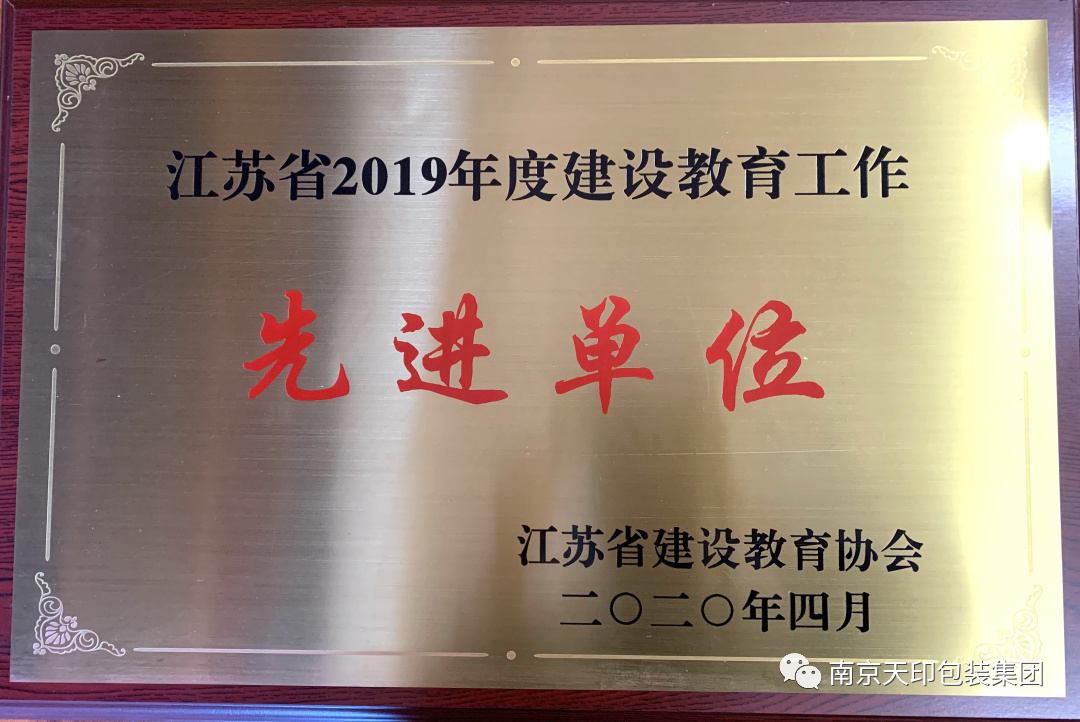 江苏省2019年度建设教育工作
先进单位
江苏省建设教育协会
二〇二〇年四月
南京天印包装集团